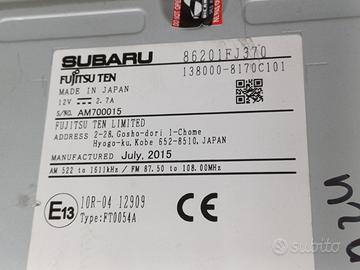 SUBARU 86201FJ370
FUJITSU TEN 138000-8170C101
MADE IN JAPAN
12V 2.7A
S/NO. AM700015
FUJITSU TEN LIMITED
ADDRESS 2-28, Gosho-dori 1-Chome
Hyogo-ku, Kobe 652-8510, JAPAN
MANUFACTURED July, 2015
AM 522 to 1611kHz / FM 87.50 to 108.00MHz
E13 10R-04 12909 CE
Type:FT0054A
subito